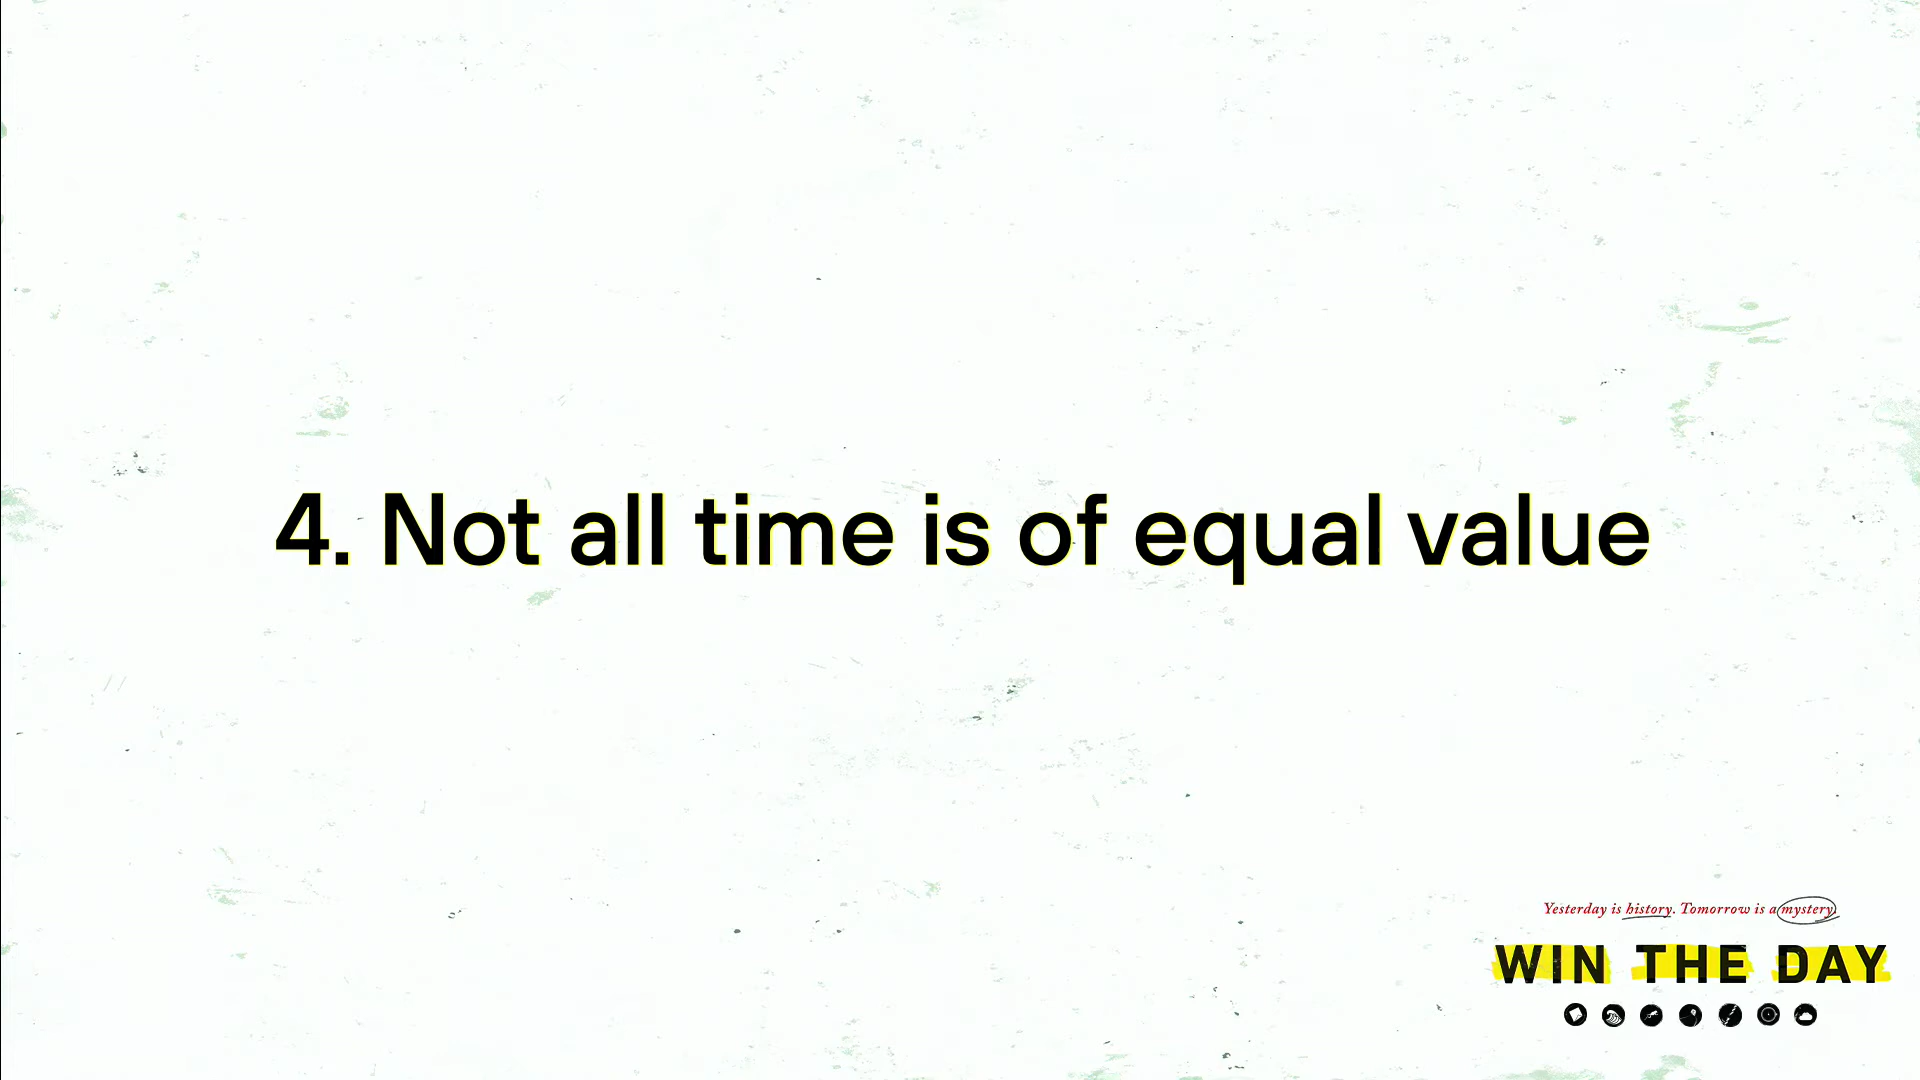 4. Not all time is of equal value
Yesterday is history. Tomorrow is a mystery.
WIN THE DAY